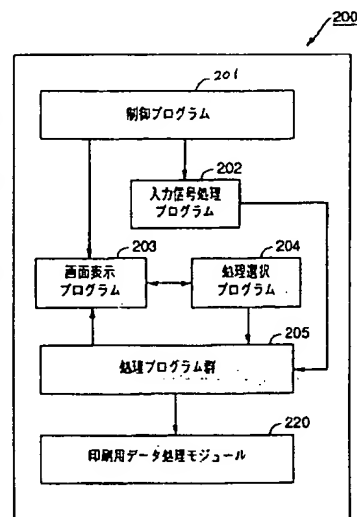 200
201
制御プログラム
202
入力信号処理
プログラム
203
画面表示
プログラム
204
処理選択
プログラム
205
処理プログラム群
220
印刷用データ処理モジュール